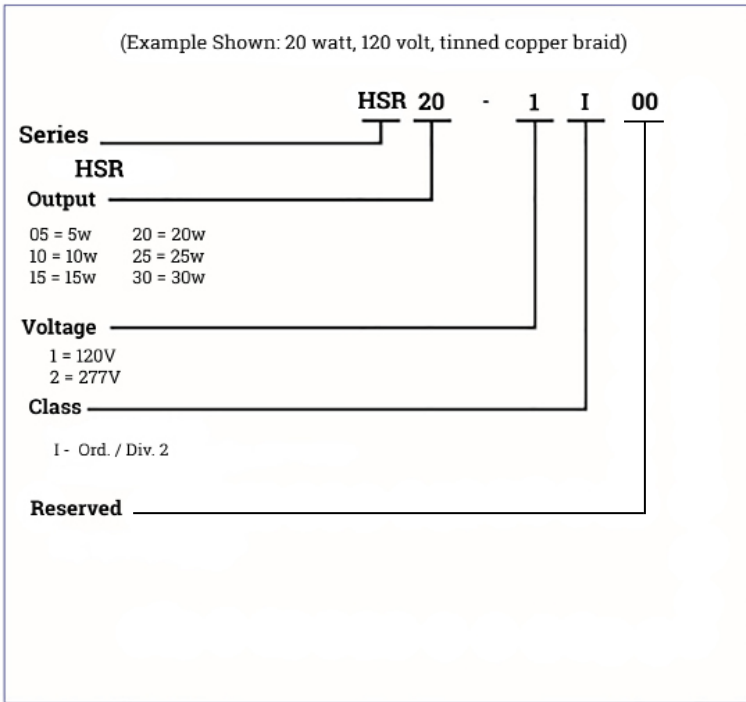 (Example Shown: 20 watt, 120 volt, tinned copper braid)
HSR 20 - 1 I 00
Series
HSR
Output
05 = 5w 20 = 20w
10 = 10w 25 = 25w
15 = 15w 30 = 30w
Voltage
1 = 120V
2 = 277V
Class
I - Ord. / Div. 2
Reserved